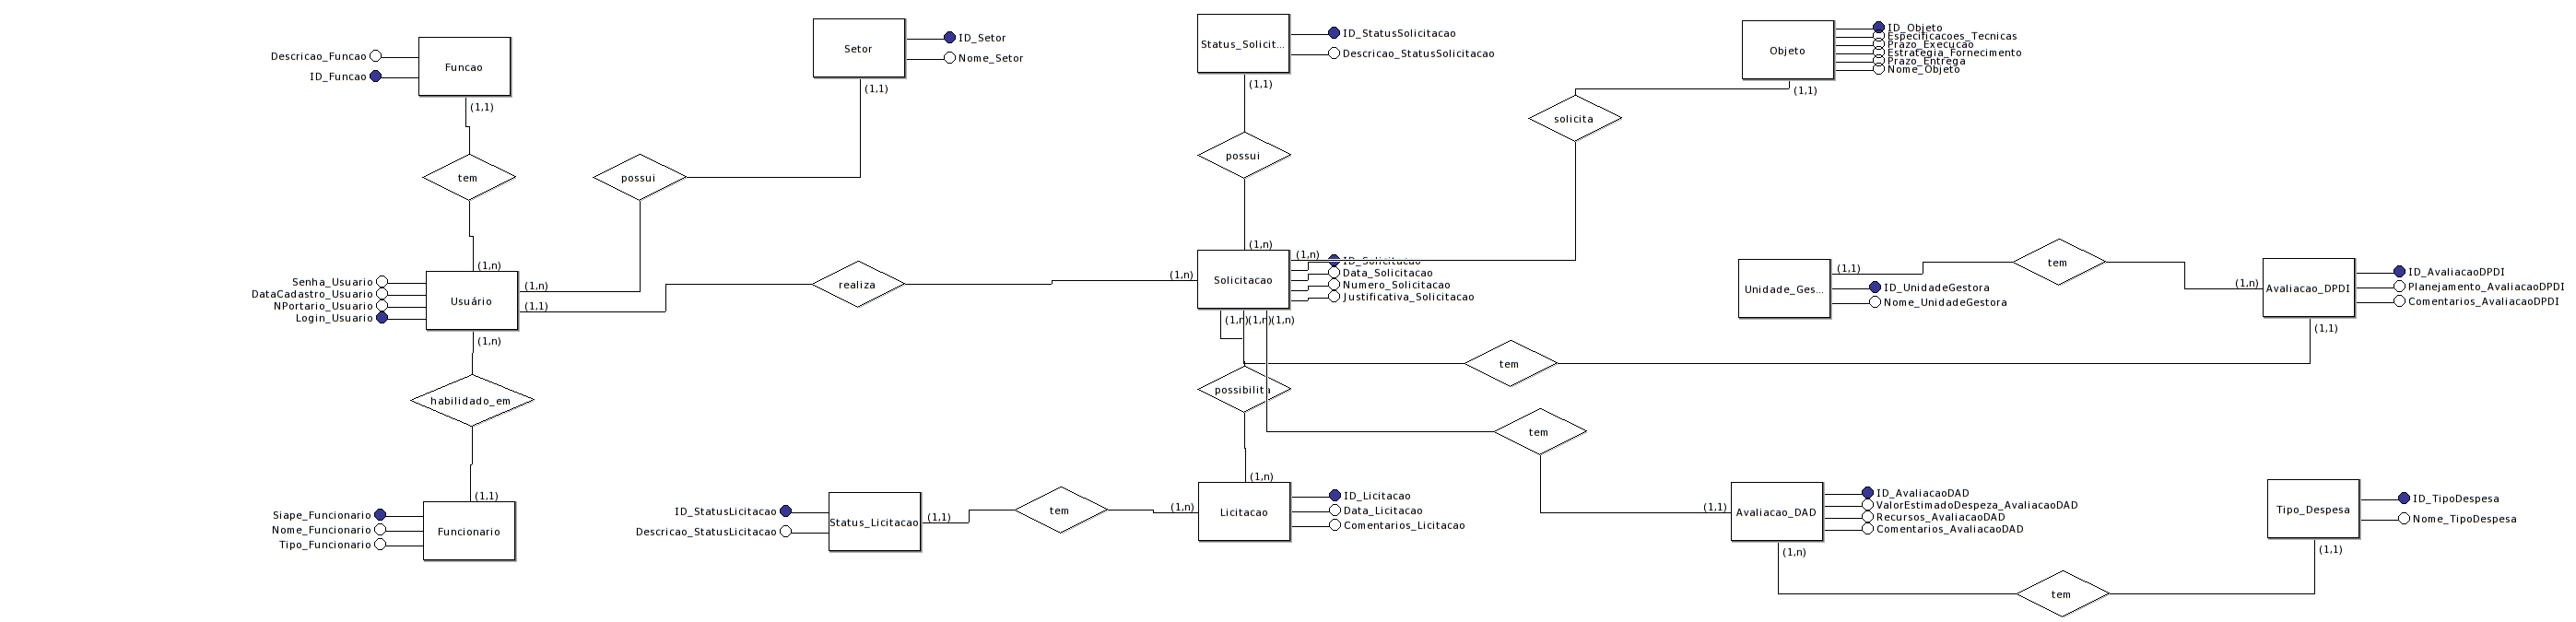 Descricao_Funcao
ID_Funcao
Funcao
(1,1)
tem
(1,n)
Setor
ID_Setor
Nome_Setor
(1,1)
possui
(1,n)
Status_Solicit...
ID_StatusSolicitacao
Descricao_StatusSolicitacao
(1,1)
possui
(1,n)
Objeto
ID_Objeto
Especificacoes_Tecnicas
Prazo_Execucao
Estrategia_Fornecimento
Prazo_Entrega
Nome_Objeto
(1,1)
solicita
(1,n)
Senha_Usuario
DataCadastro_Usuario
NPortario_Usuario
Login_Usuario
Usuário
(1,1)
realiza
(1,n)
Solicitacao
ID_Solicitacao
Data_Solicitacao
Numero_Solicitacao
Justificativa_Solicitacao
(1,n)(1,n)(1,n)
Unidade_Ges...
(1,1)
ID_UnidadeGestora
Nome_UnidadeGestora
tem
(1,n)
Avaliacao_DPDI
ID_AvaliacaoDPDI
Planejamento_AvaliacaoDPDI
Comentarios_AvaliacaoDPDI
(1,1)
tem
(1,n)
habilidado_em
(1,1)
possibilita
(1,n)
tem
Siape_Funcionario
Nome_Funcionario
Tipo_Funcionario
Funcionario
ID_StatusLicitacao
Descricao_StatusLicitacao
Status_Licitacao
(1,1)
tem
(1,n)
Licitacao
ID_Licitacao
Data_Licitacao
Comentarios_Licitacao
(1,1)
Avaliacao_DAD
ID_AvaliacaoDAD
ValorEstimadoDespeza_AvaliacaoDAD
Recursos_AvaliacaoDAD
Comentarios_AvaliacaoDAD
(1,n)
tem
Tipo_Despesa
ID_TipoDespesa
Nome_TipoDespesa
(1,1)